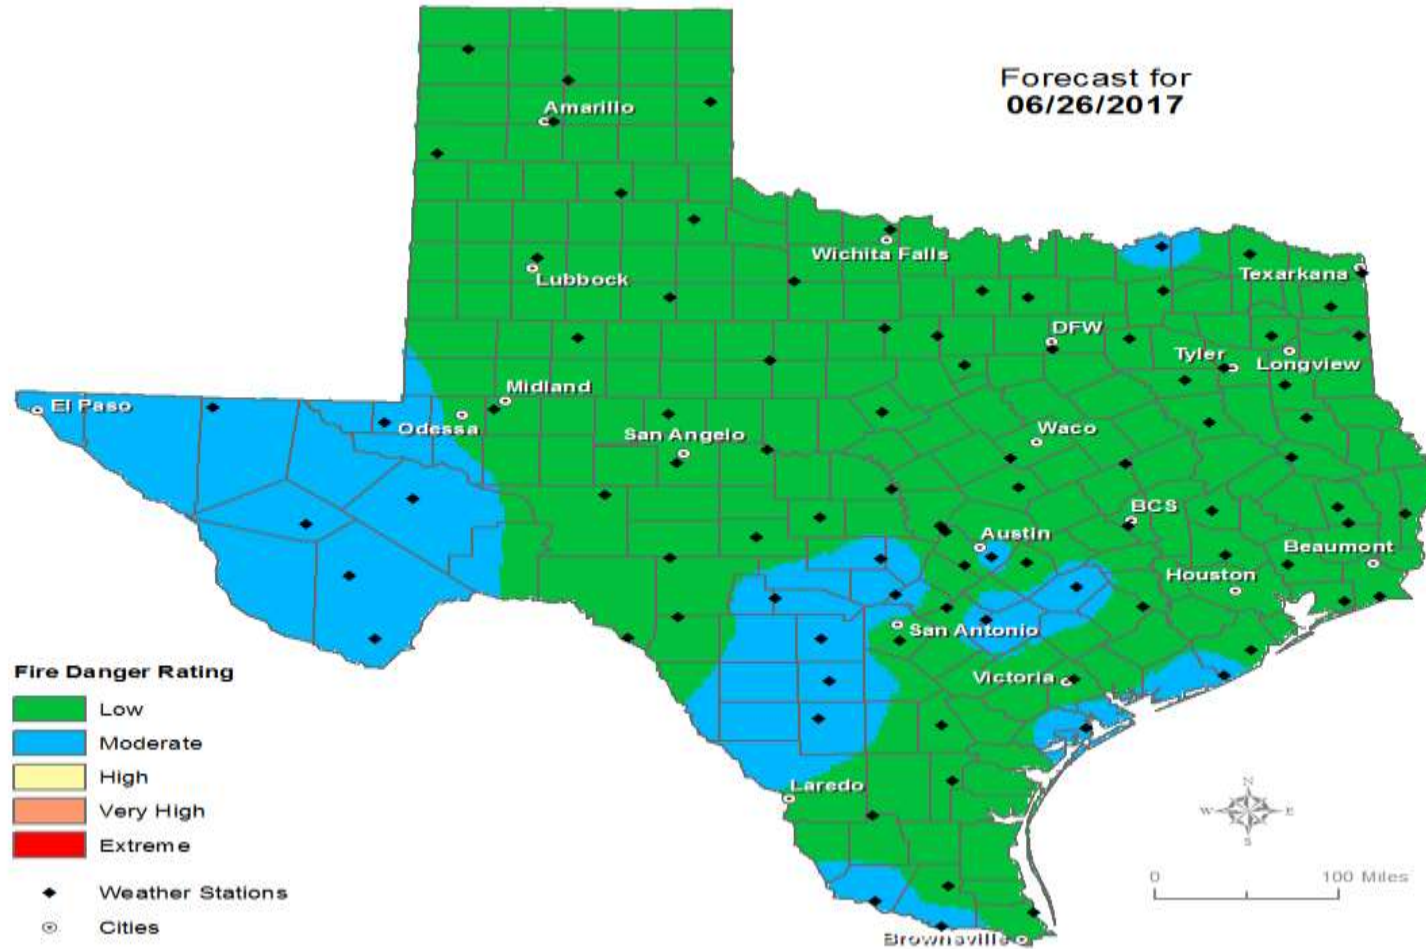 Forecast for
06/26/2017
Amarillo
Wichita Falls
Lubbock
Texarkana
DFW
Tyler
Longview
Midland
El Paso
Odessa
San Angelo
Waco
BCS
Austin
Beaumont
Houston
San Antonio
Victoria
Laredo
Brownsville
Fire Danger Rating
Low
Moderate
High
Very High
Extreme
Weather Stations
Cities
N
W E
S
0 100 Miles